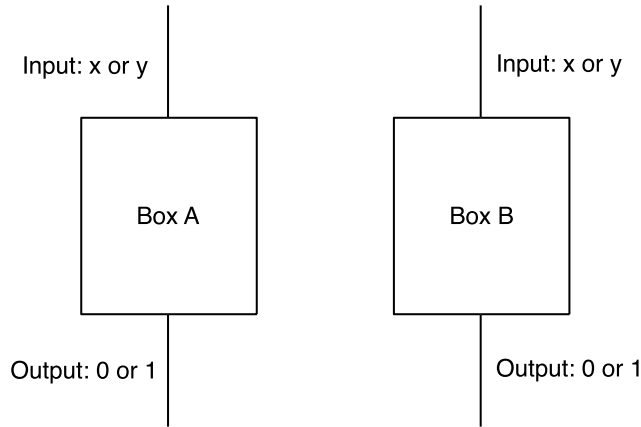 Input: x or y
Input: x or y
Box A
Box B
Output: 0 or 1
Output: 0 or 1